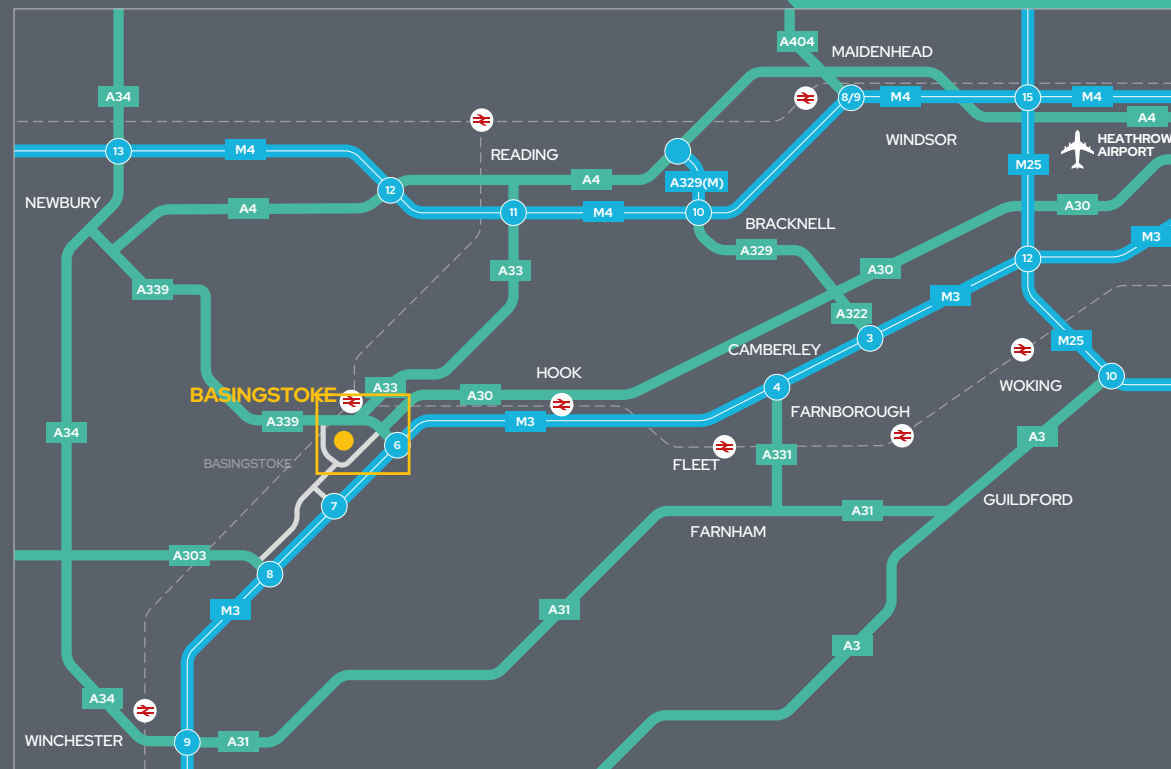 A404
MAIDENHEAD
A34
8/9
M4
15
M4
A4
13
M4
READING
WINDSOR
HEATHROW
AIRPORT
M25
A329(M)
A4
12
NEWBURY
A4
11
M4
10
A30
BRACKNELL
A329
M3
12
A33
A30
A339
M3
A322
3
M25
CAMBERLEY
WOKING
10
HOOK
A33
4
BASINGSTOKE
A30
FARNBOROUGH
A339
M3
A34
6
A3
A331
BASINGSTOKE
FLEET
7
GUILDFORD
A31
FARNHAM
A303
8
M3
A31
A3
A34
WINCHESTER
9
A31